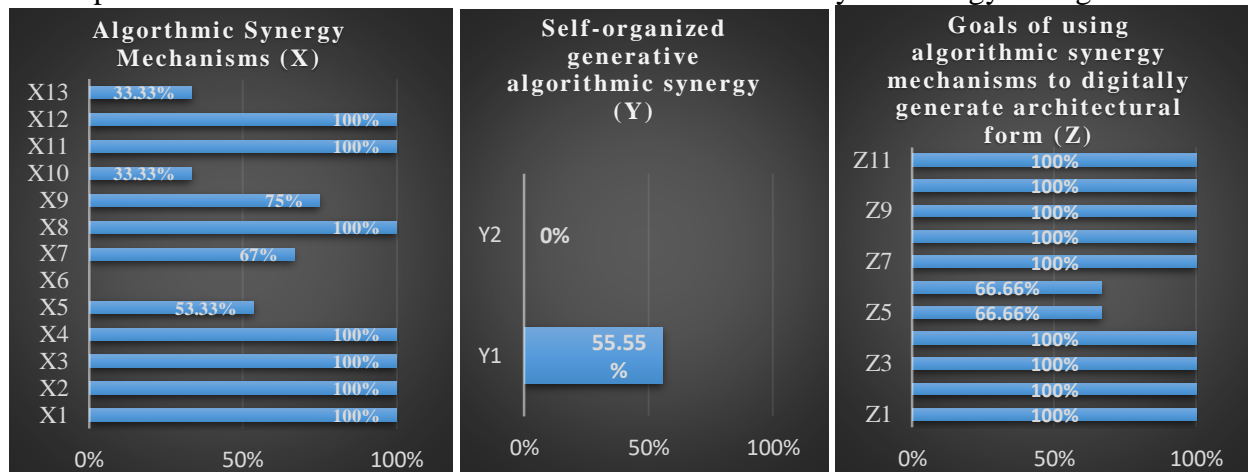 Algorthmic Synergy
Mechanisms (X)
X13 33.33%
X12 100%
X11 100%
X10 33.33%
X9 75%
X8 100%
X7 67%
X6
X5 53.33%
X4 100%
X3 100%
X2 100%
X1 100%
0% 50% 100%
Self-organized
generative
algorithmic synergy
(Y)
Y2 0%
Y1 55.55
%
0% 50% 100%
Goals of using
algorithmic synergy
mechanisms to digitally
generate architectural
form (Z)
Z11 100%
100%
Z9 100%
100%
Z7 100%
66.66%
Z5 66.66%
100%
Z3 100%
100%
Z1 100%
0% 50% 100%